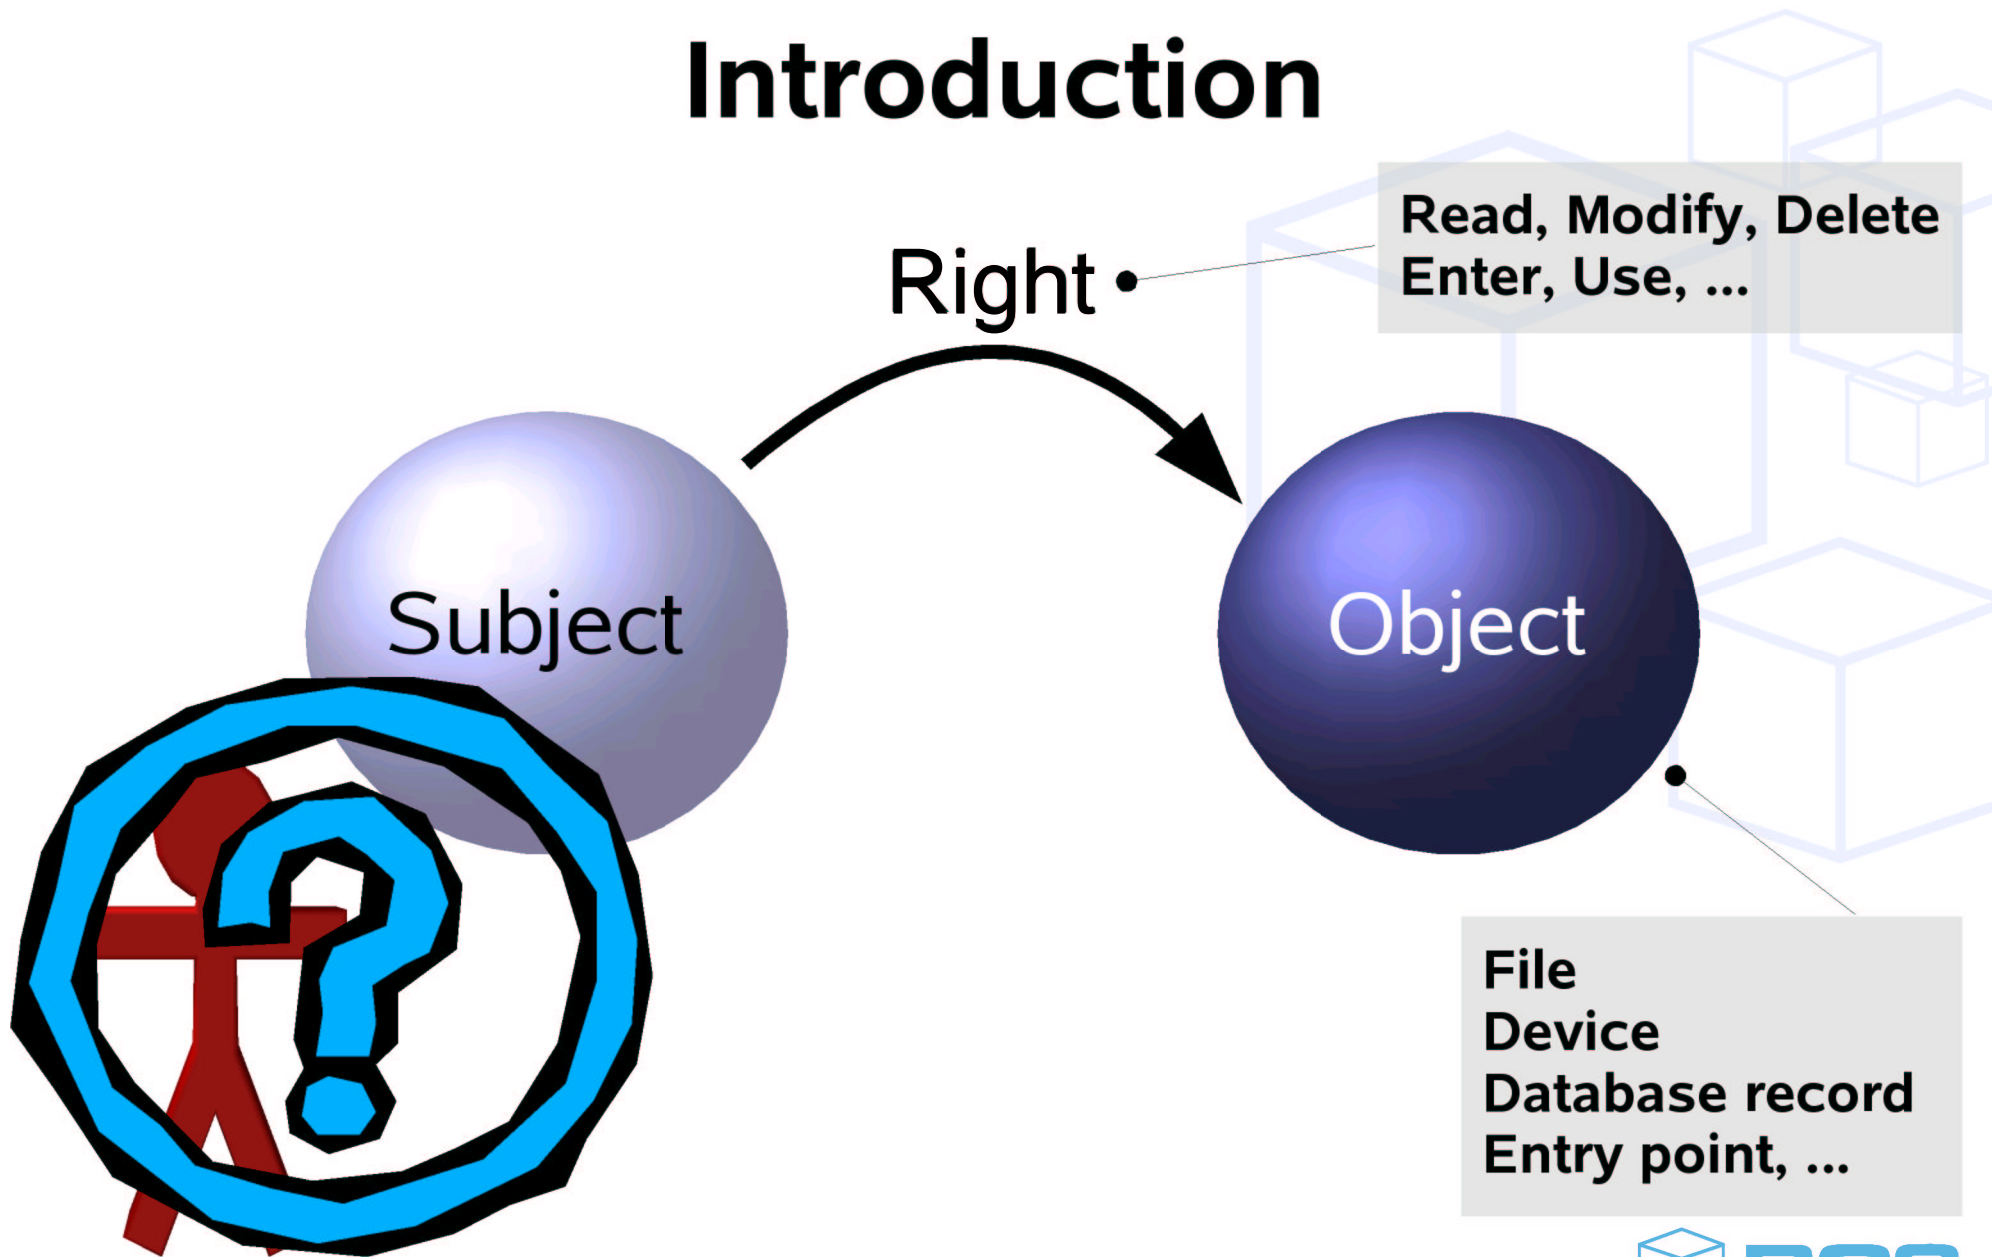 Introduction
Read, Modify, Delete
Enter, Use, ...
Right
Subject
Object
?
File
Device
Database record
Entry point, ...